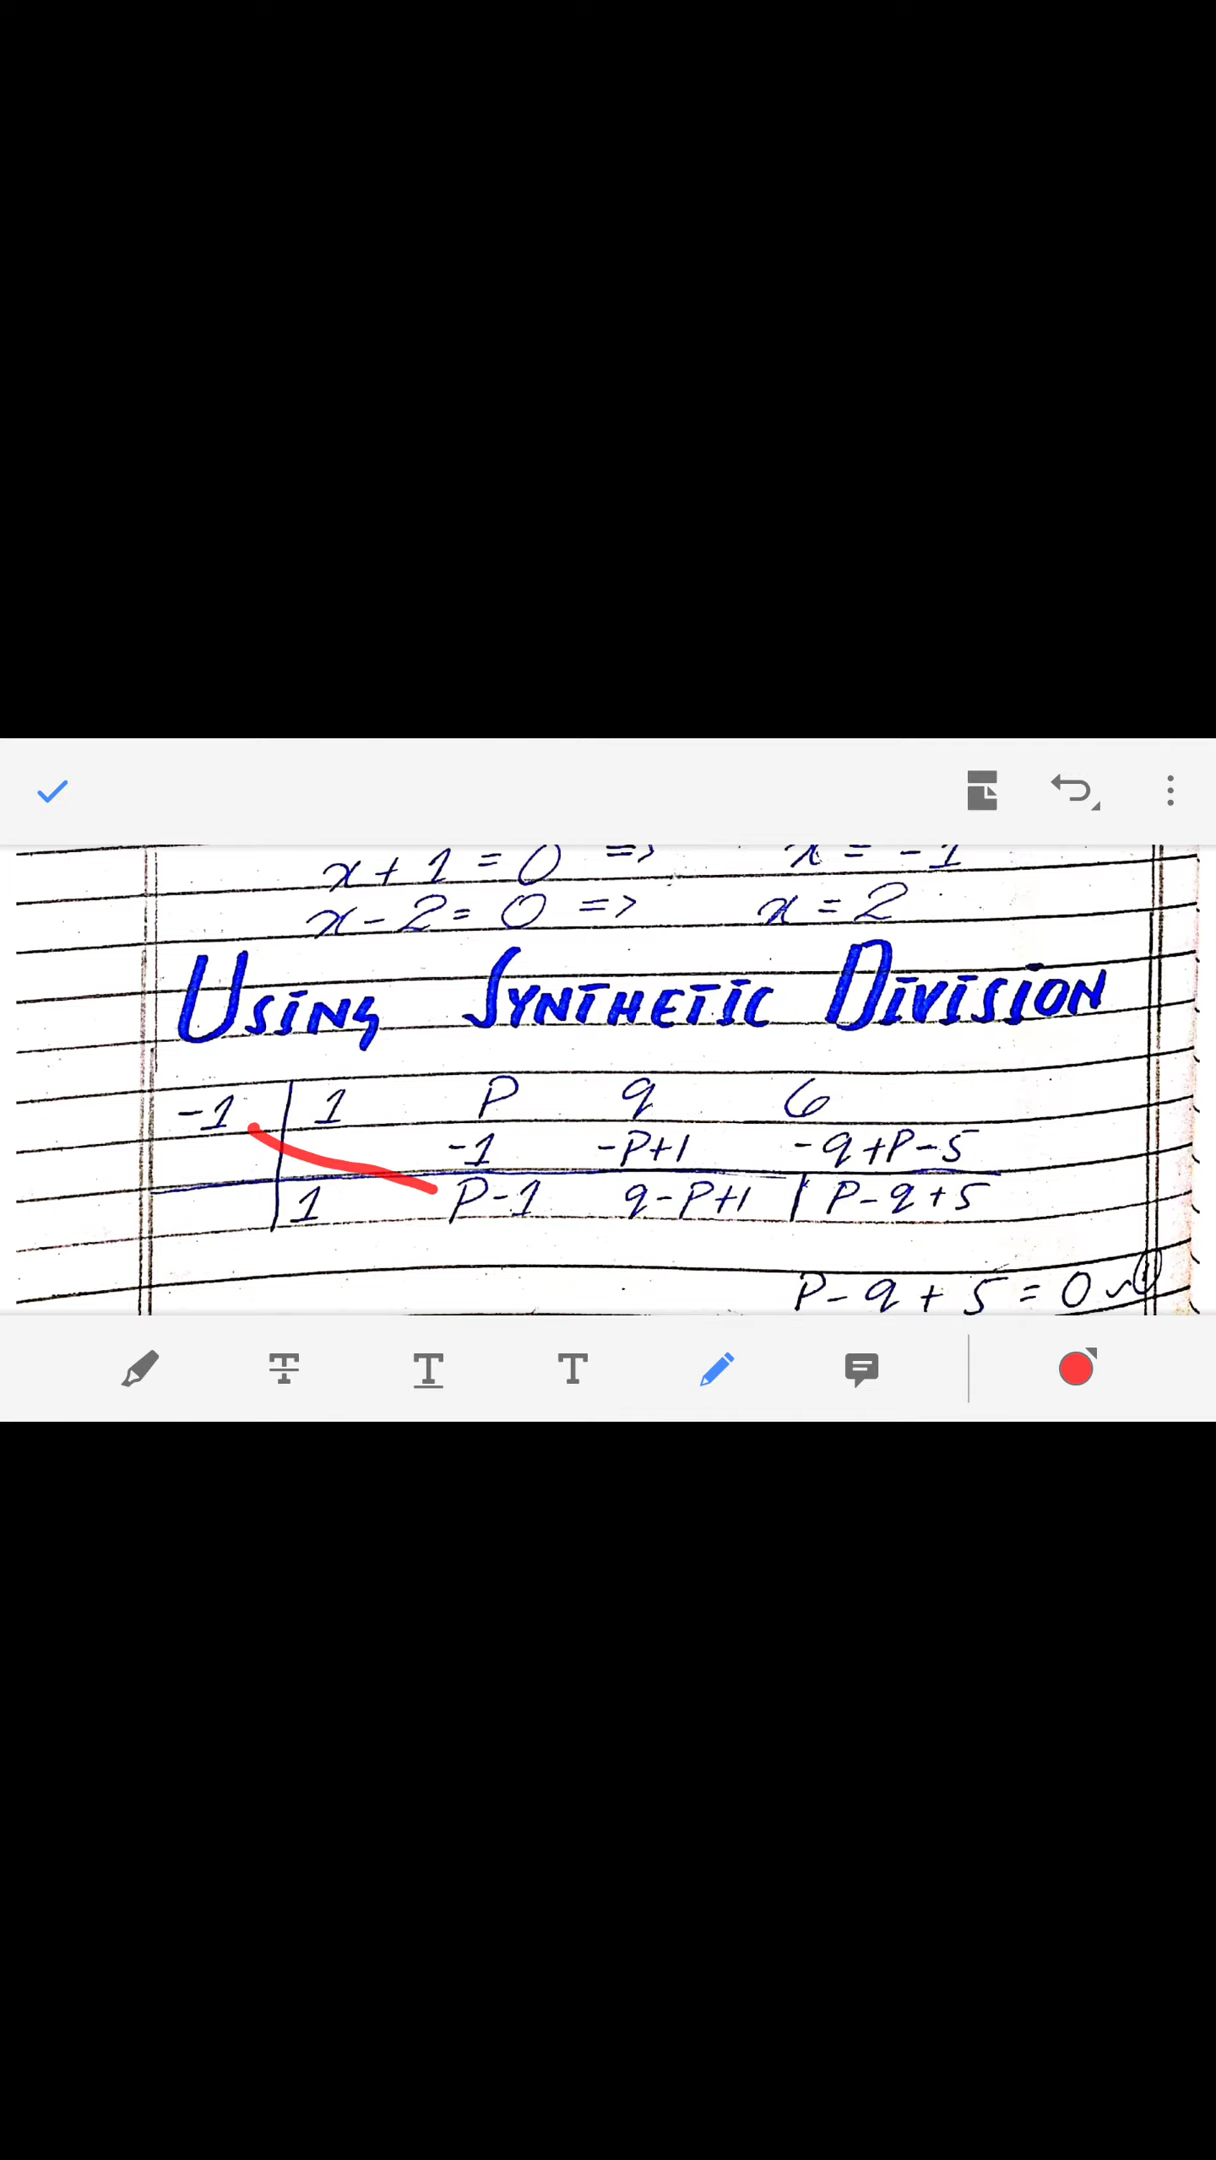 x + 1 = 0 => x = -1
x - 2 = 0 => x = 2
USING SYNTHETIC DIVISION
-1 | 1 P q 6
-1 -P+1 -q+P-5
1 P-1 q-P+1 | P-q+5
P-q+5=0
T T T